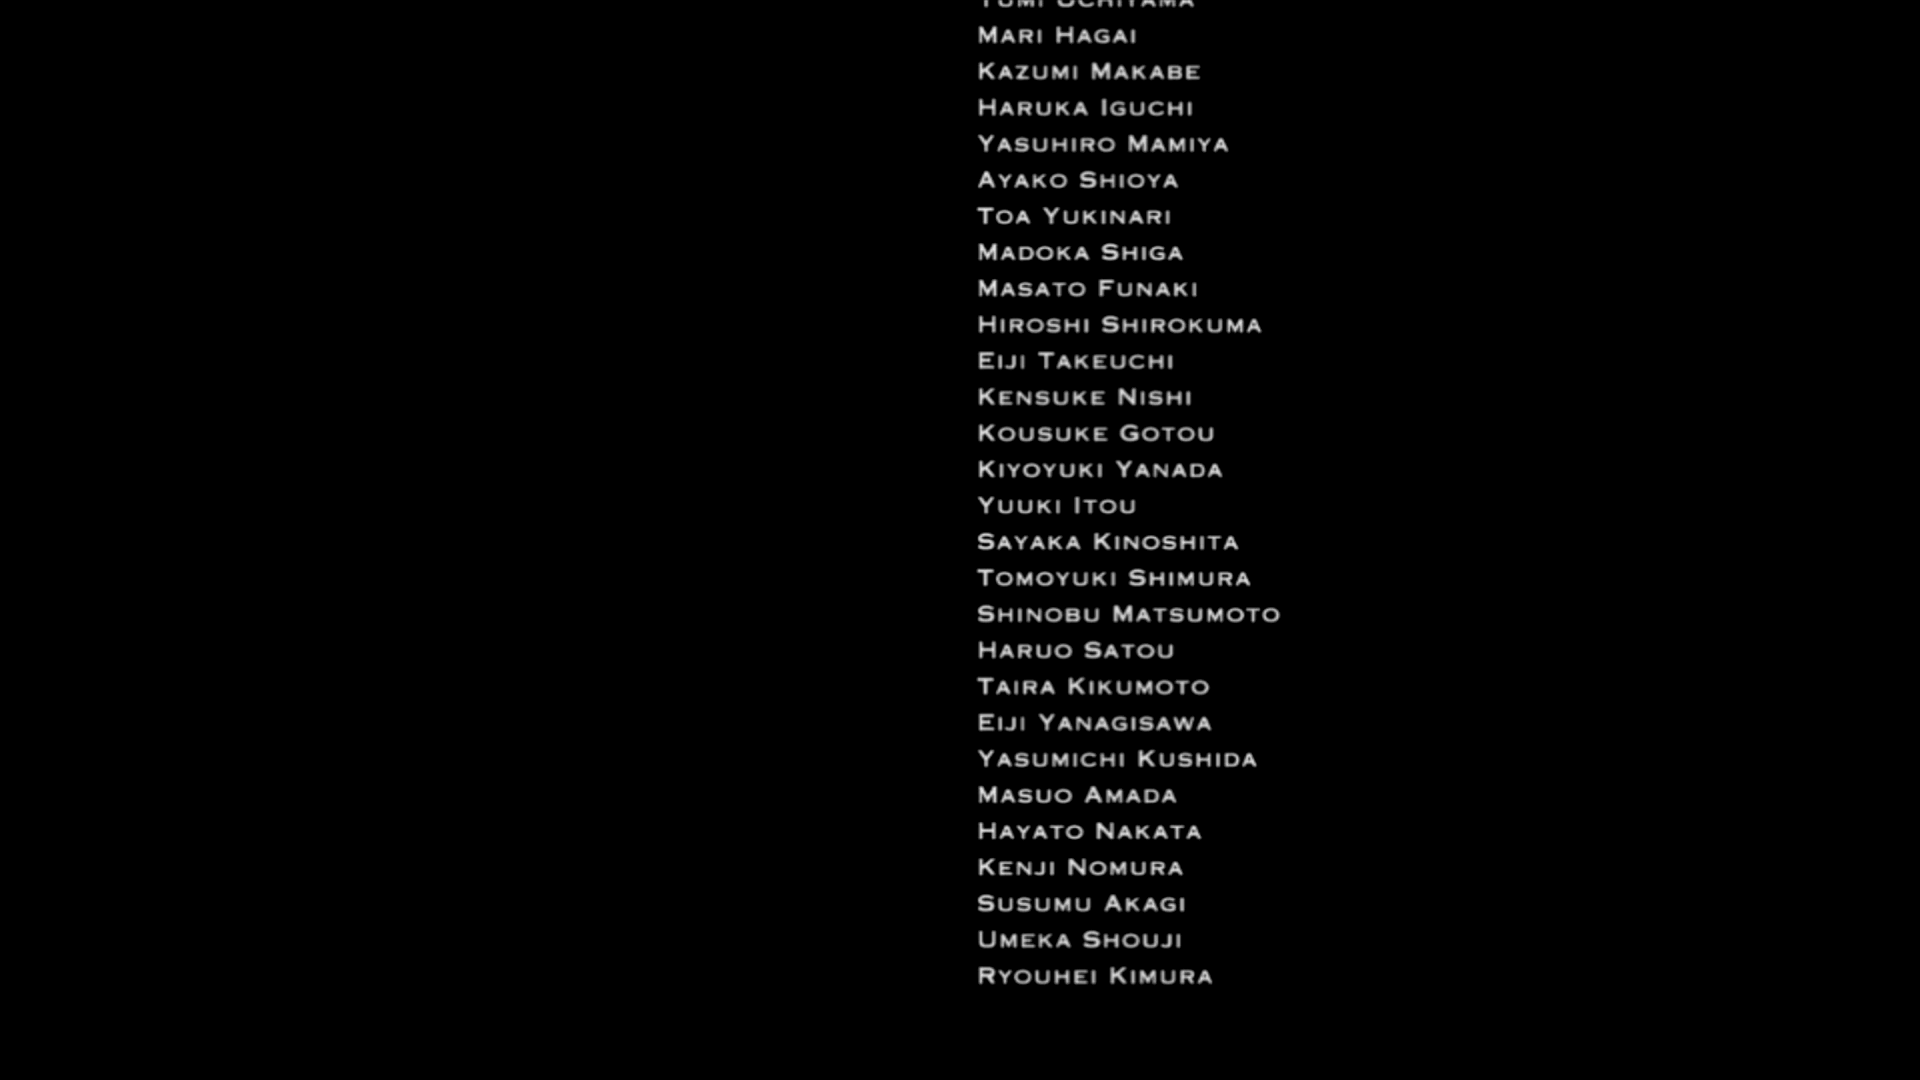 Yumi Uchiyama
Mari Hagai
Kazumi Makabe
Haruka Iguchi
Yasuhiro Mamiya
Ayako Shioya
Toa Yukinari
Madoka Shiga
Masato Funaki
Hiroshi Shirokuma
Eiji Takeuchi
Kensuke Nishi
Kousuke Gotou
Kiyoyuki Yanada
Yuuki Itou
Sayaka Kinoshita
Tomoyuki Shimura
Shinobu Matsumoto
Haruo Satou
Taira Kikumoto
Eiji Yanagisawa
Yasumichi Kushida
Masuo Amada
Hayato Nakata
Kenji Nomura
Susumu Akagi
Umeka Shouji
Ryouhei Kimura